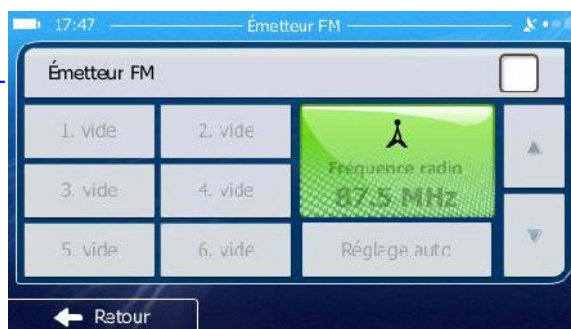 17:47 Émetteur FM
Émetteur FM
1. vide 2. vide
Fréquence radio
87.5 MHz
3. vide 4. vide
5. vide 6. vide Réglage auto
Retour